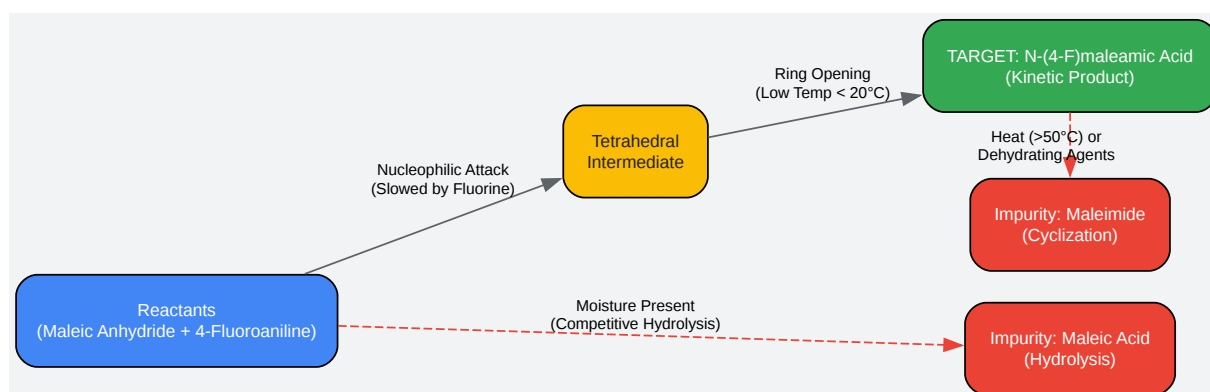 TARGET: N-(4-F)maleamic Acid
(Kinetic Product)
Ring Opening
(Low Temp < 20°C)
Tetrahedral
Intermediate
Heat (>50°C) or
Dehydrating Agents
Nucleophilic Attack
(Slowed by Fluorine)
Impurity: Maleimide
(Cyclization)
Reactants
(Maleic Anhydride + 4-Fluoroaniline)
Moisture Present
(Competitive Hydrolysis)
Impurity: Maleic Acid
(Hydrolysis)